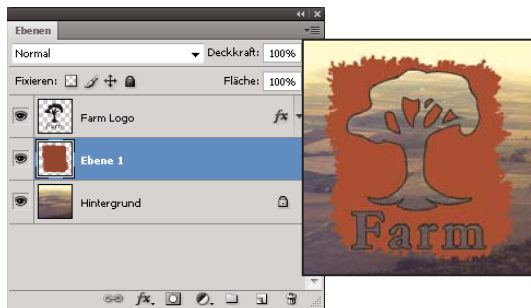 Ebenen
Normal Deckkraft: 100%
Fixieren: Fläche: 100%
Farm Logo fx
Ebene 1
Hintergrund
fx.
Farm